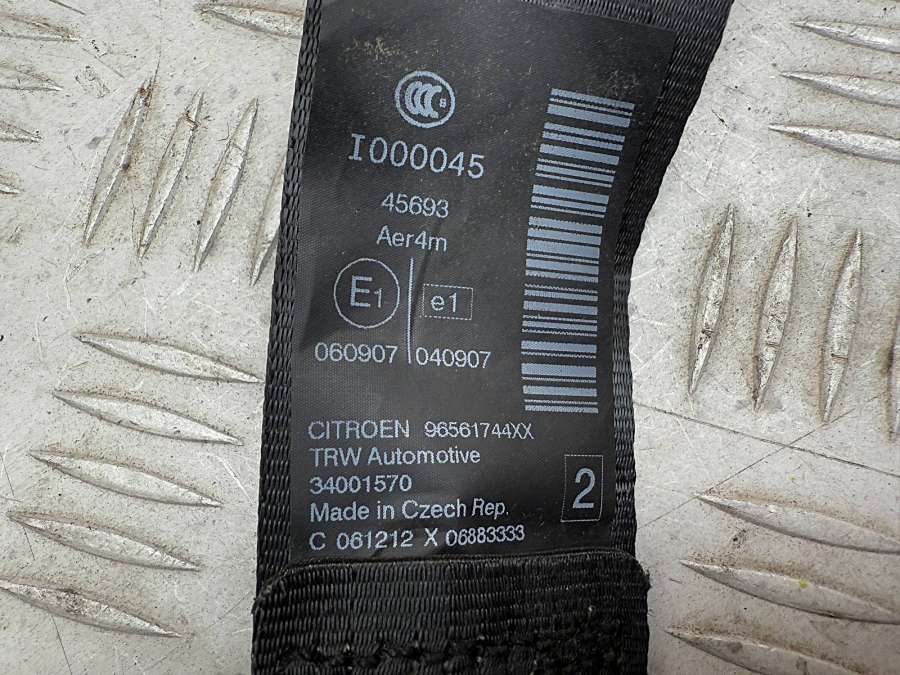 CCC S
I000045
45693
Aer4m
E1 e1
060907 040907
CITROEN 96561744XX
TRW Automotive
34001570
Made in Czech Rep.
2
C 061212 X 06883333